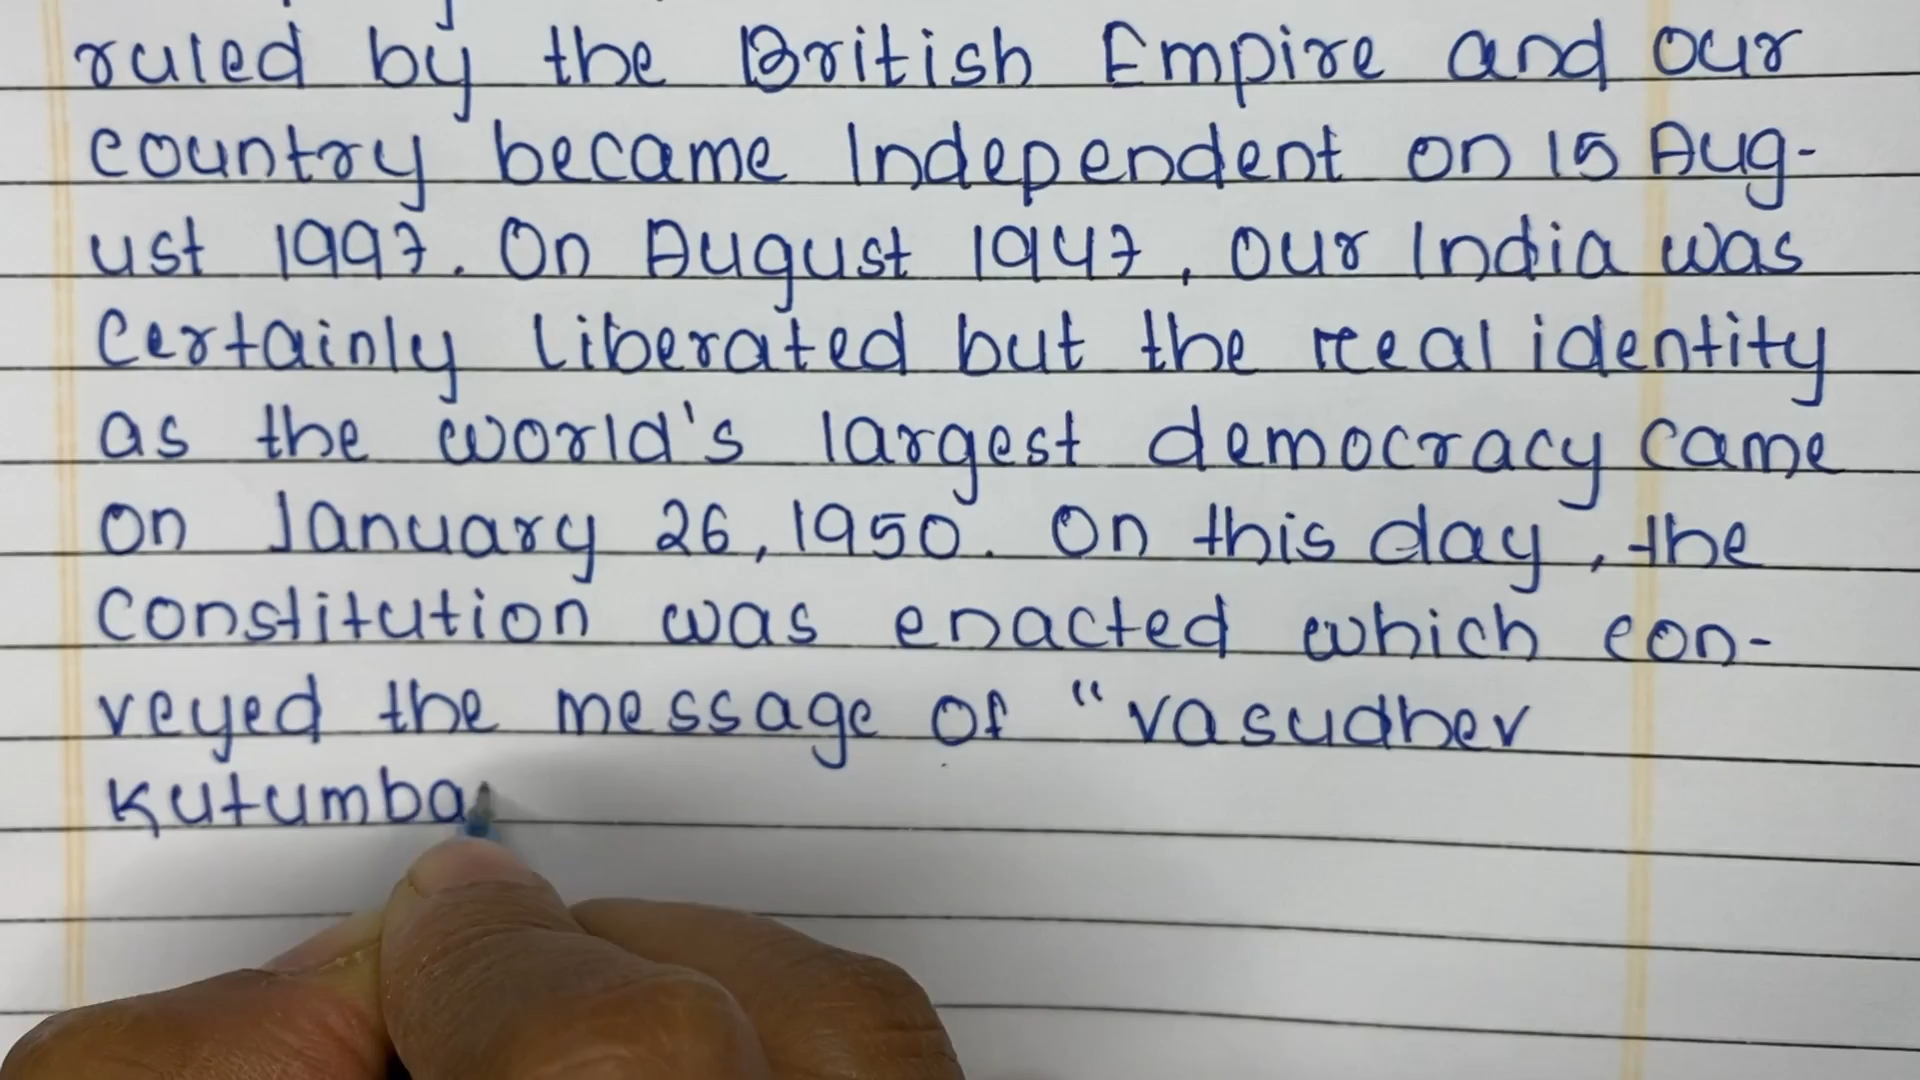 ruled by the British Empire and our
country became Independent on 15 Aug-
ust 1997. On August 1947, our India was
Certainly liberated but the real identity
as the world's largest democracy came
on January 26, 1950. On this day, the
Constitution was enacted which con-
veyed the message of "vasudhev
Kutumba